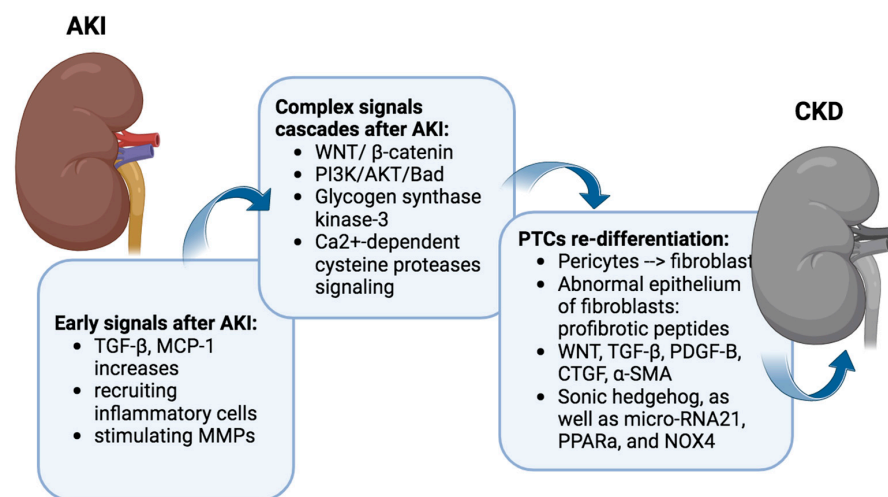 AKI
Early signals after AKI:
• TGF-β, MCP-1
increases
• recruiting
inflammatory cells
• stimulating MMPs
Complex signals
cascades after AKI:
• WNT/ β-catenin
• PI3K/AKT/Bad
• Glycogen synthase
kinase-3
• Ca2+-dependent
cysteine proteases
signaling
PTCs re-differentiation:
• Pericytes --> fibroblast
• Abnormal epithelium
of fibroblasts:
profibrotic peptides
• WNT, TGF-β, PDGF-B,
CTGF, α-SMA
• Sonic hedgehog, as
well as micro-RNA21,
PPARa, and NOX4
CKD